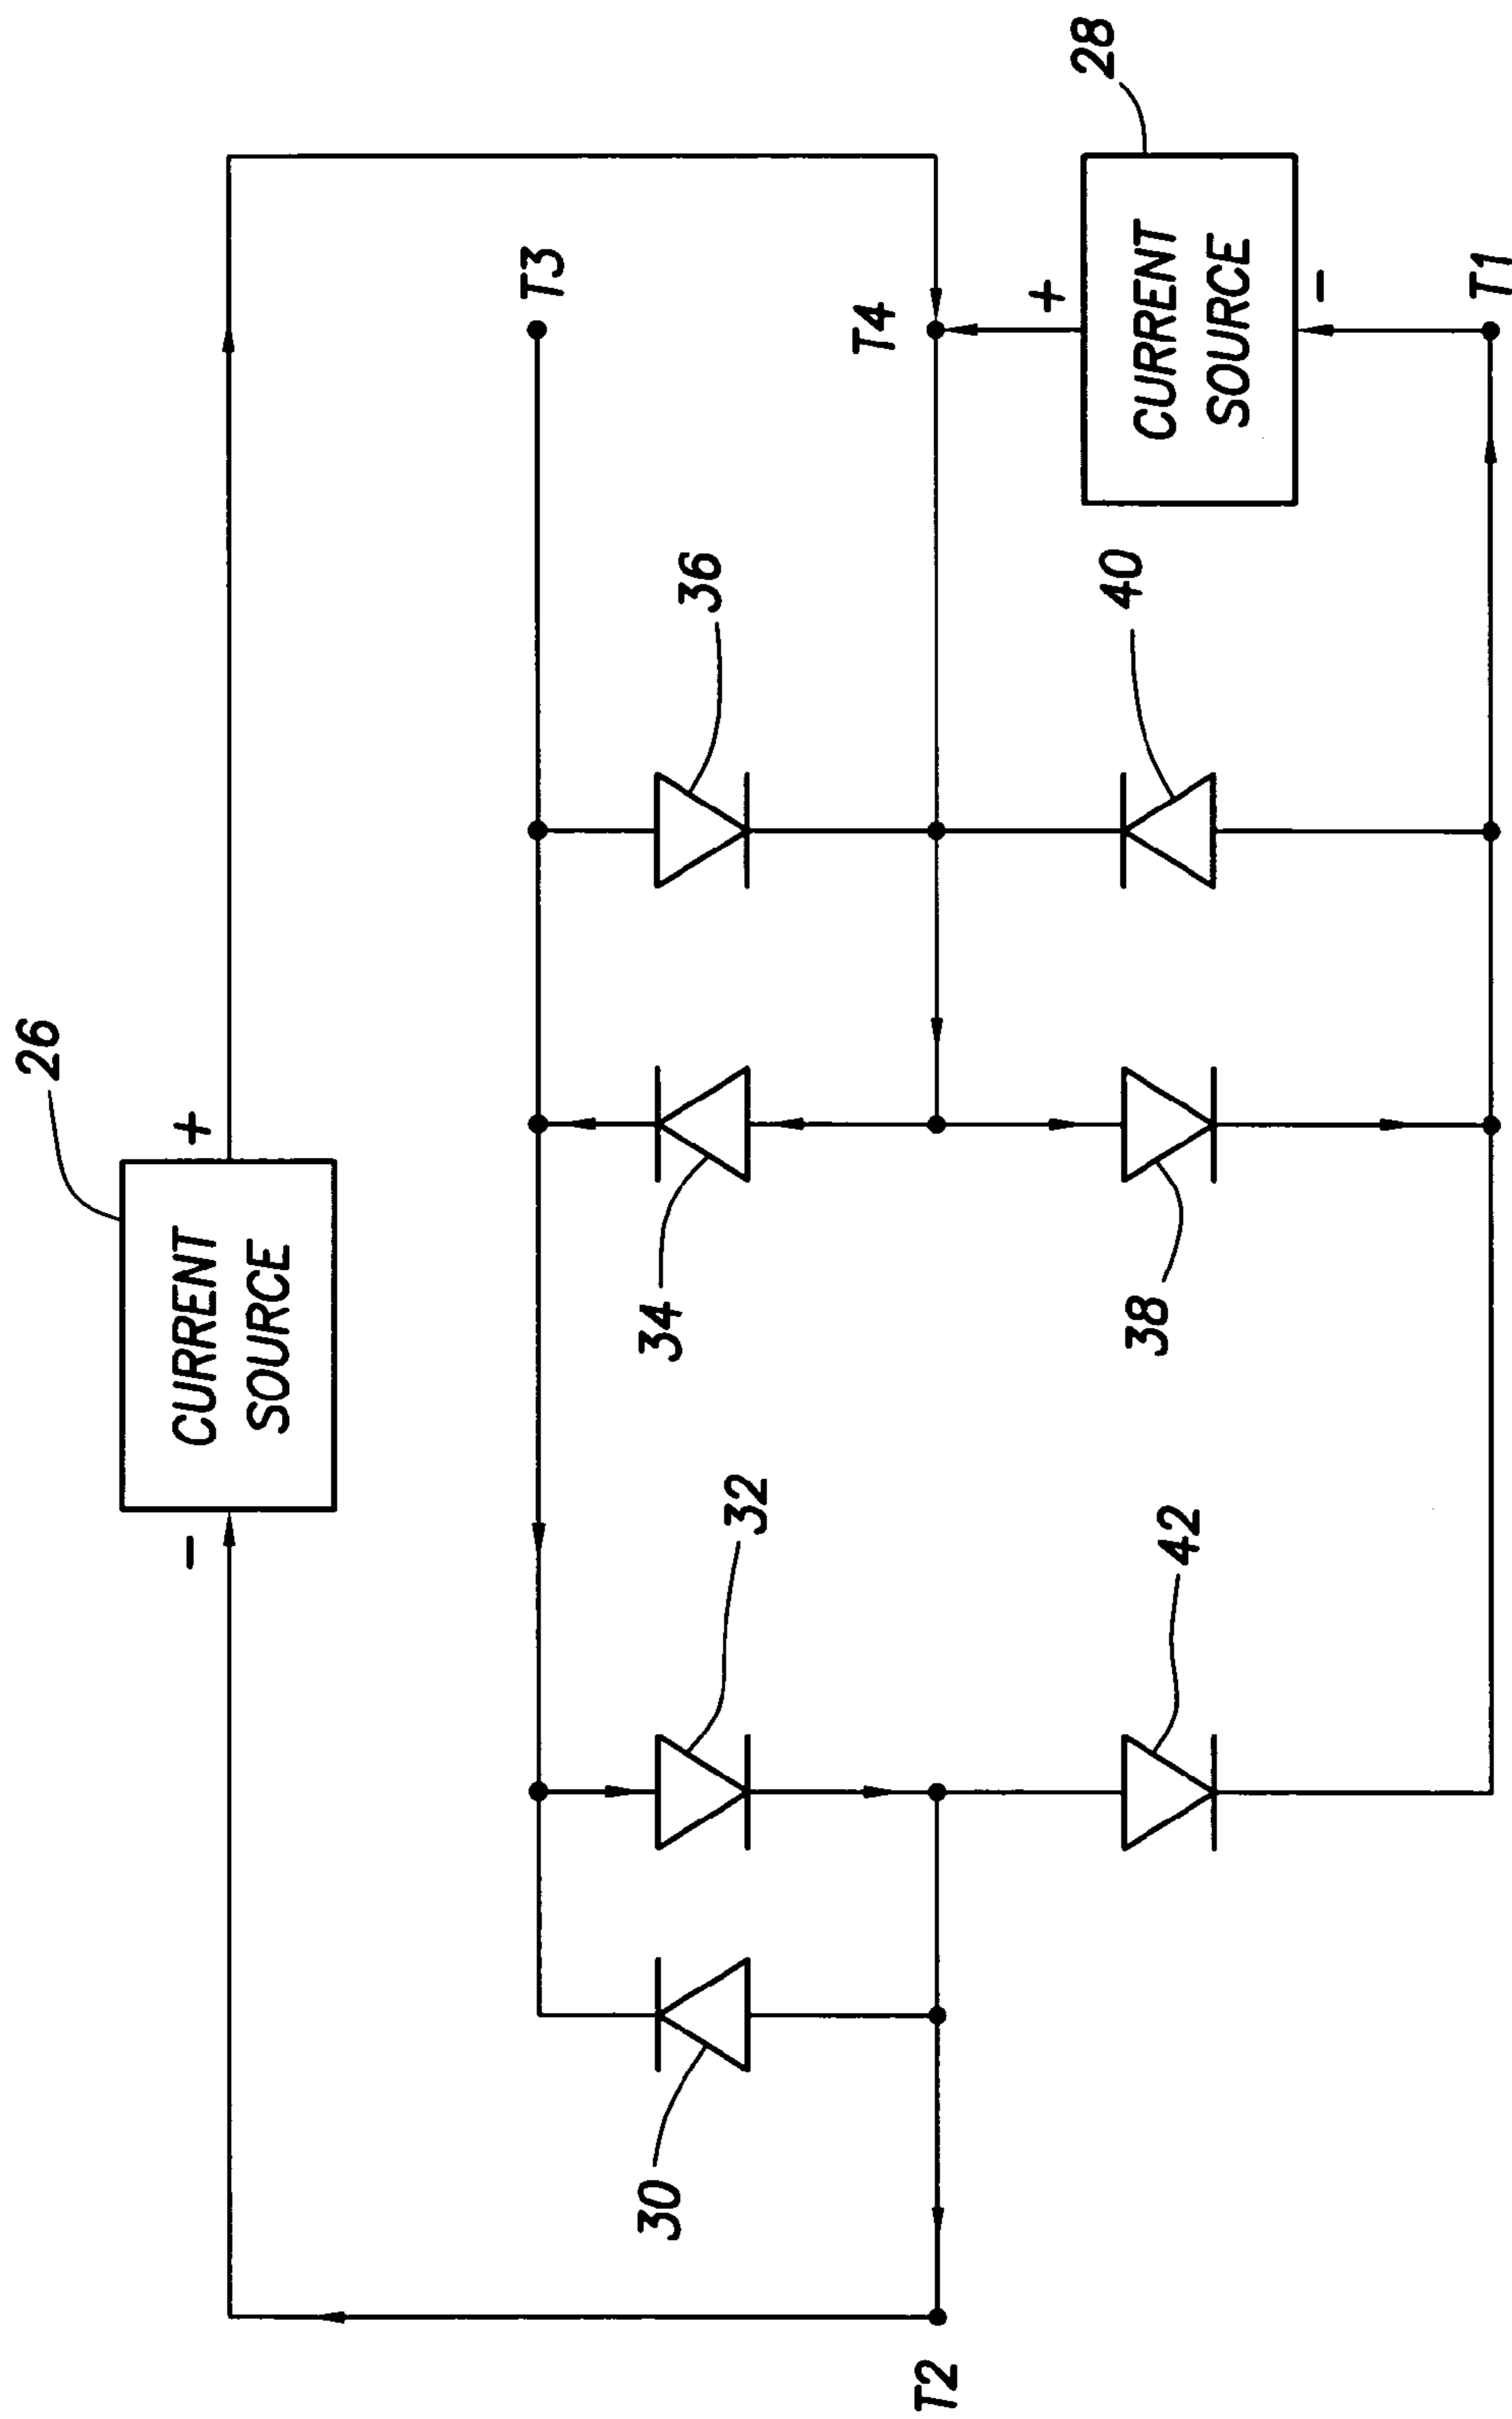 26
-
CURRENT
SOURCE
+
T3
30
32
34
36
T4
28
+
CURRENT
SOURCE
-
T2
42
38
40
T1